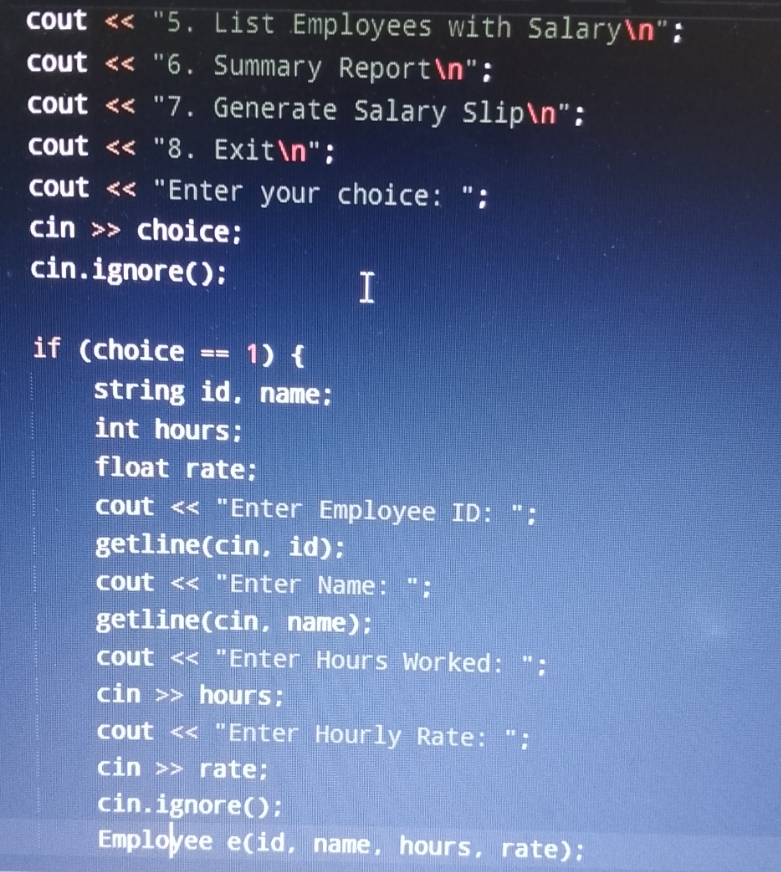 cout << "5. List Employees with Salary\n";
cout << "6. Summary Report\n";
cout << "7. Generate Salary Slip\n";
cout << "8. Exit\n";
cout << "Enter your choice: ";
cin >> choice;
cin.ignore();
if (choice == 1) {
string id, name;
int hours;
float rate;
cout << "Enter Employee ID: ";
getline(cin, id);
cout << "Enter Name: ";
getline(cin, name);
cout << "Enter Hours Worked: ";
cin >> hours;
cout << "Enter Hourly Rate: ";
cin >> rate;
cin.ignore();
Employee e(id, name, hours, rate);